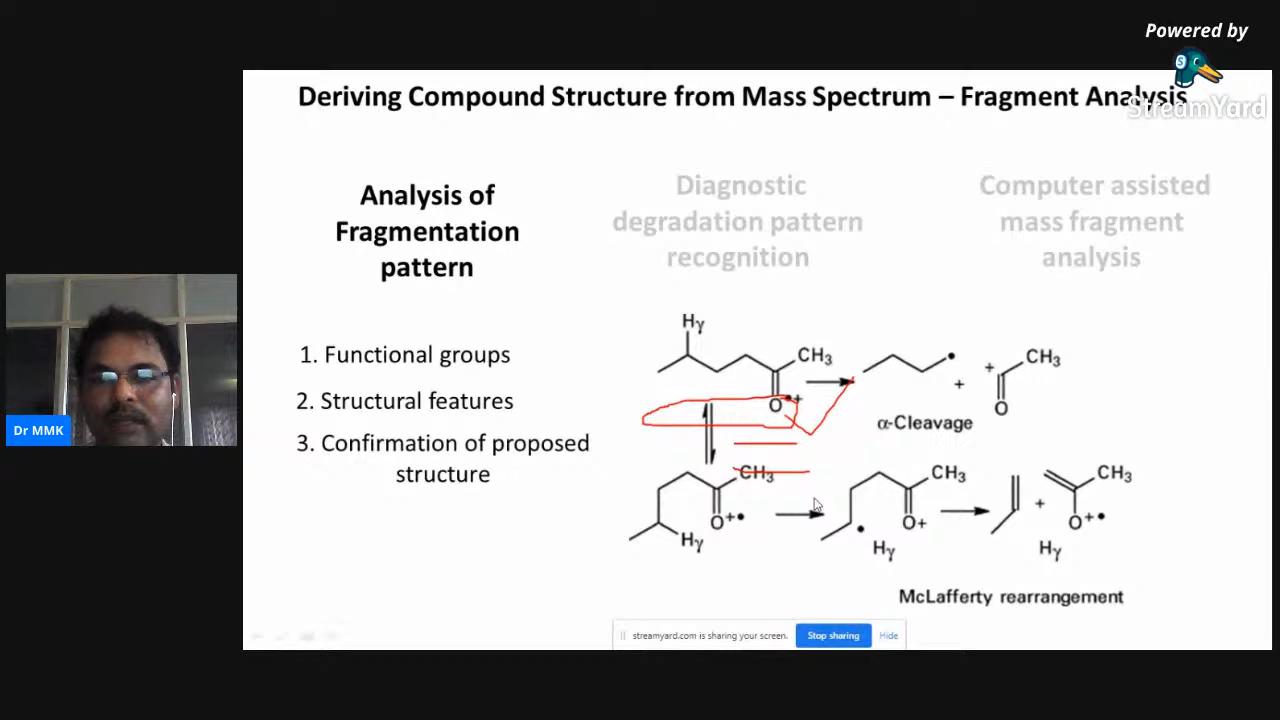 Powered by
StreamYard
Deriving Compound Structure from Mass Spectrum – Fragment Analysis
Analysis of
Fragmentation
pattern
Diagnostic
degradation pattern
recognition
Computer assisted
mass fragment
analysis
1. Functional groups
2. Structural features
3. Confirmation of proposed
structure
Hγ
CH₃
O•+
•
+
+
CH₃
O
α-Cleavage
CH₃
O+•
Hγ
CH₃
•
O+
Hγ
+
CH₃
O+•
Hγ
McLafferty rearrangement
Dr MMK
streamyard.com is sharing your screen.
Stop sharing
Hide